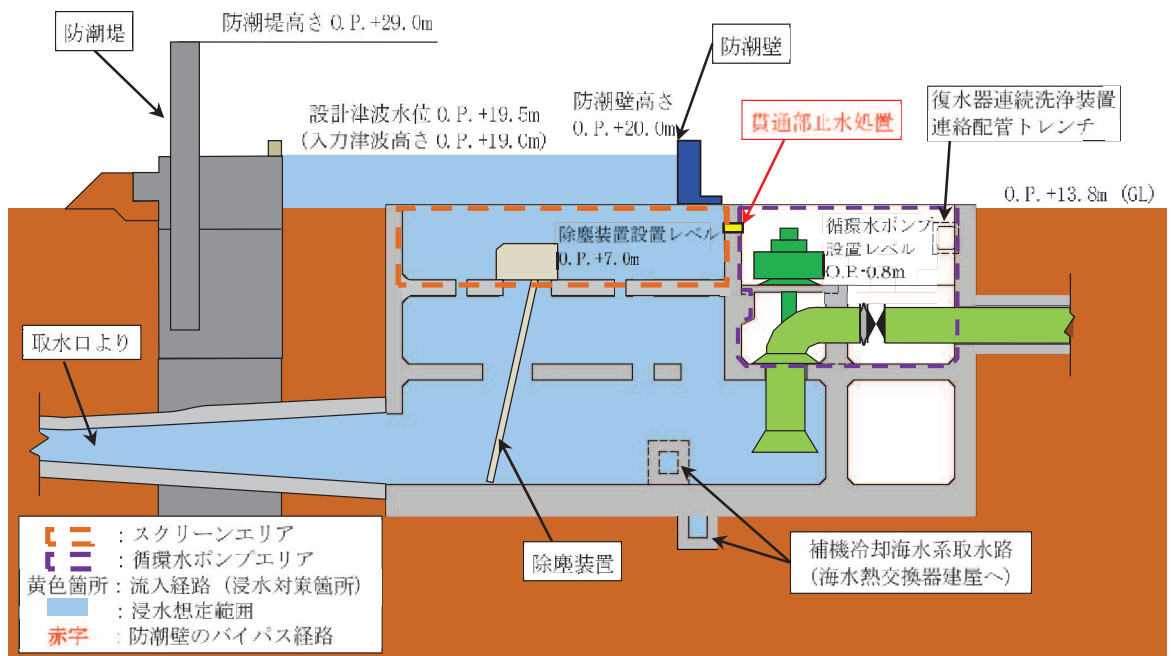 防潮堤
防潮堤高さ O.P.+29.0m
設計津波水位 O.P.+19.5m
(入力津波高さ O.P.+19.0m)
防潮壁高さ
O.P.+20.0m
防潮壁
貫通部止水処置
復水器連続洗浄装置
連絡配管トレンチ
O.P.+13.8m (GL)
除塵装置設置レベル
O.P.+7.0m
循環水ポンプ
設置レベル
O.P.-0.8m
取水口より
除塵装置
補機冷却海水系取水路
(海水熱交換器建屋へ)
:スクリーンエリア
:循環水ポンプエリア
黄色箇所:流入経路(浸水対策箇所)
:浸水想定範囲
赤字:防潮壁のバイパス経路